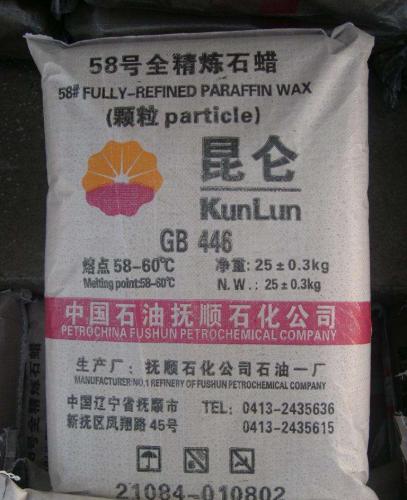 58号全精炼石蜡
58# FULLY-REFINED PARAFFIN WAX
(颗粒 particle)
昆仑
KunLun
GB 446
熔点 58-60℃
Melting point:58-60℃
净重: 25 ± 0.3kg
N.W.: 25 ± 0.3kg
中国石油抚顺石化公司
PETROCHINA FUSHUN PETROCHEMICAL COMPANY
生产厂: 抚顺石化公司石油一厂
MANUFACTURER:NO.1 REFINERY OF FUSHUN PETROCHEMICAL COMPANY
中国辽宁省抚顺市
新抚区凤翔路 45号
TEL: 0413-2435636
0413-2435615
21084-010802
全精炼石蜡